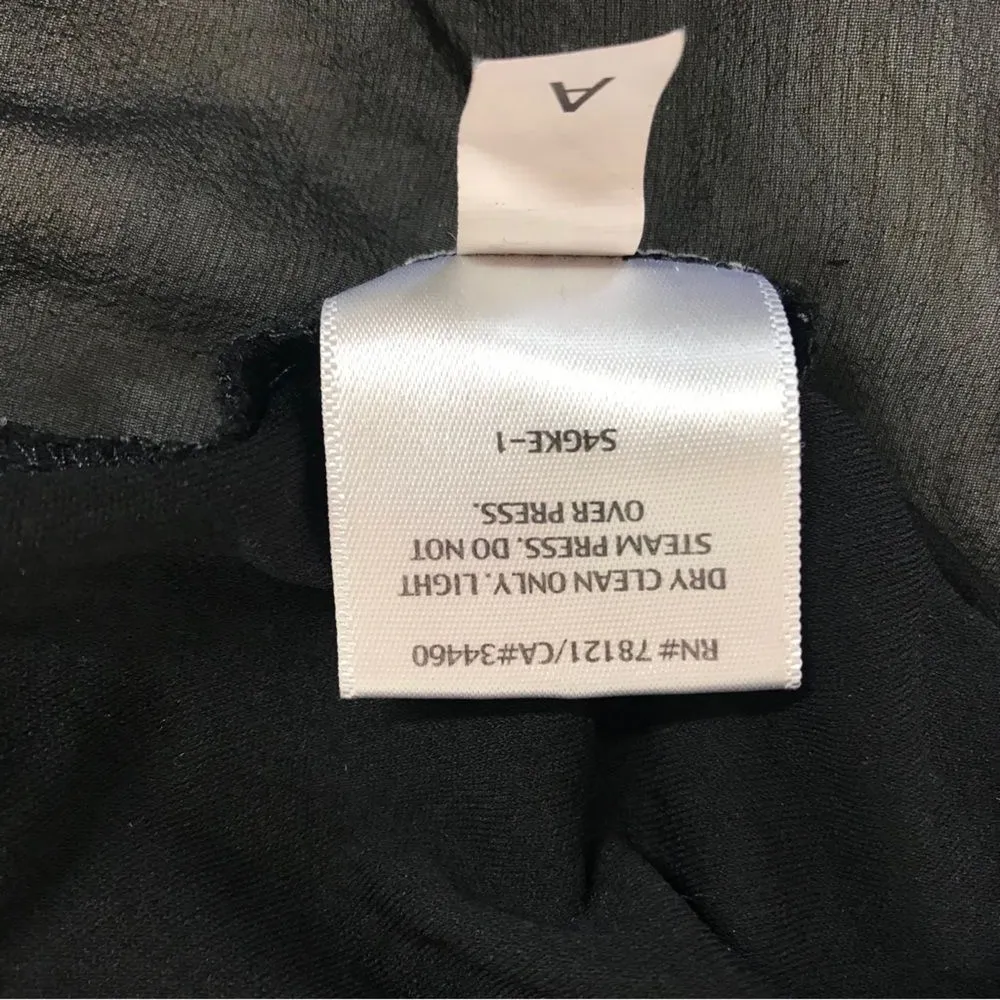 RN# 78121/CA#34460
DRY CLEAN ONLY. LIGHT
STEAM PRESS. DO NOT
OVER PRESS.
S4GKE-1
A